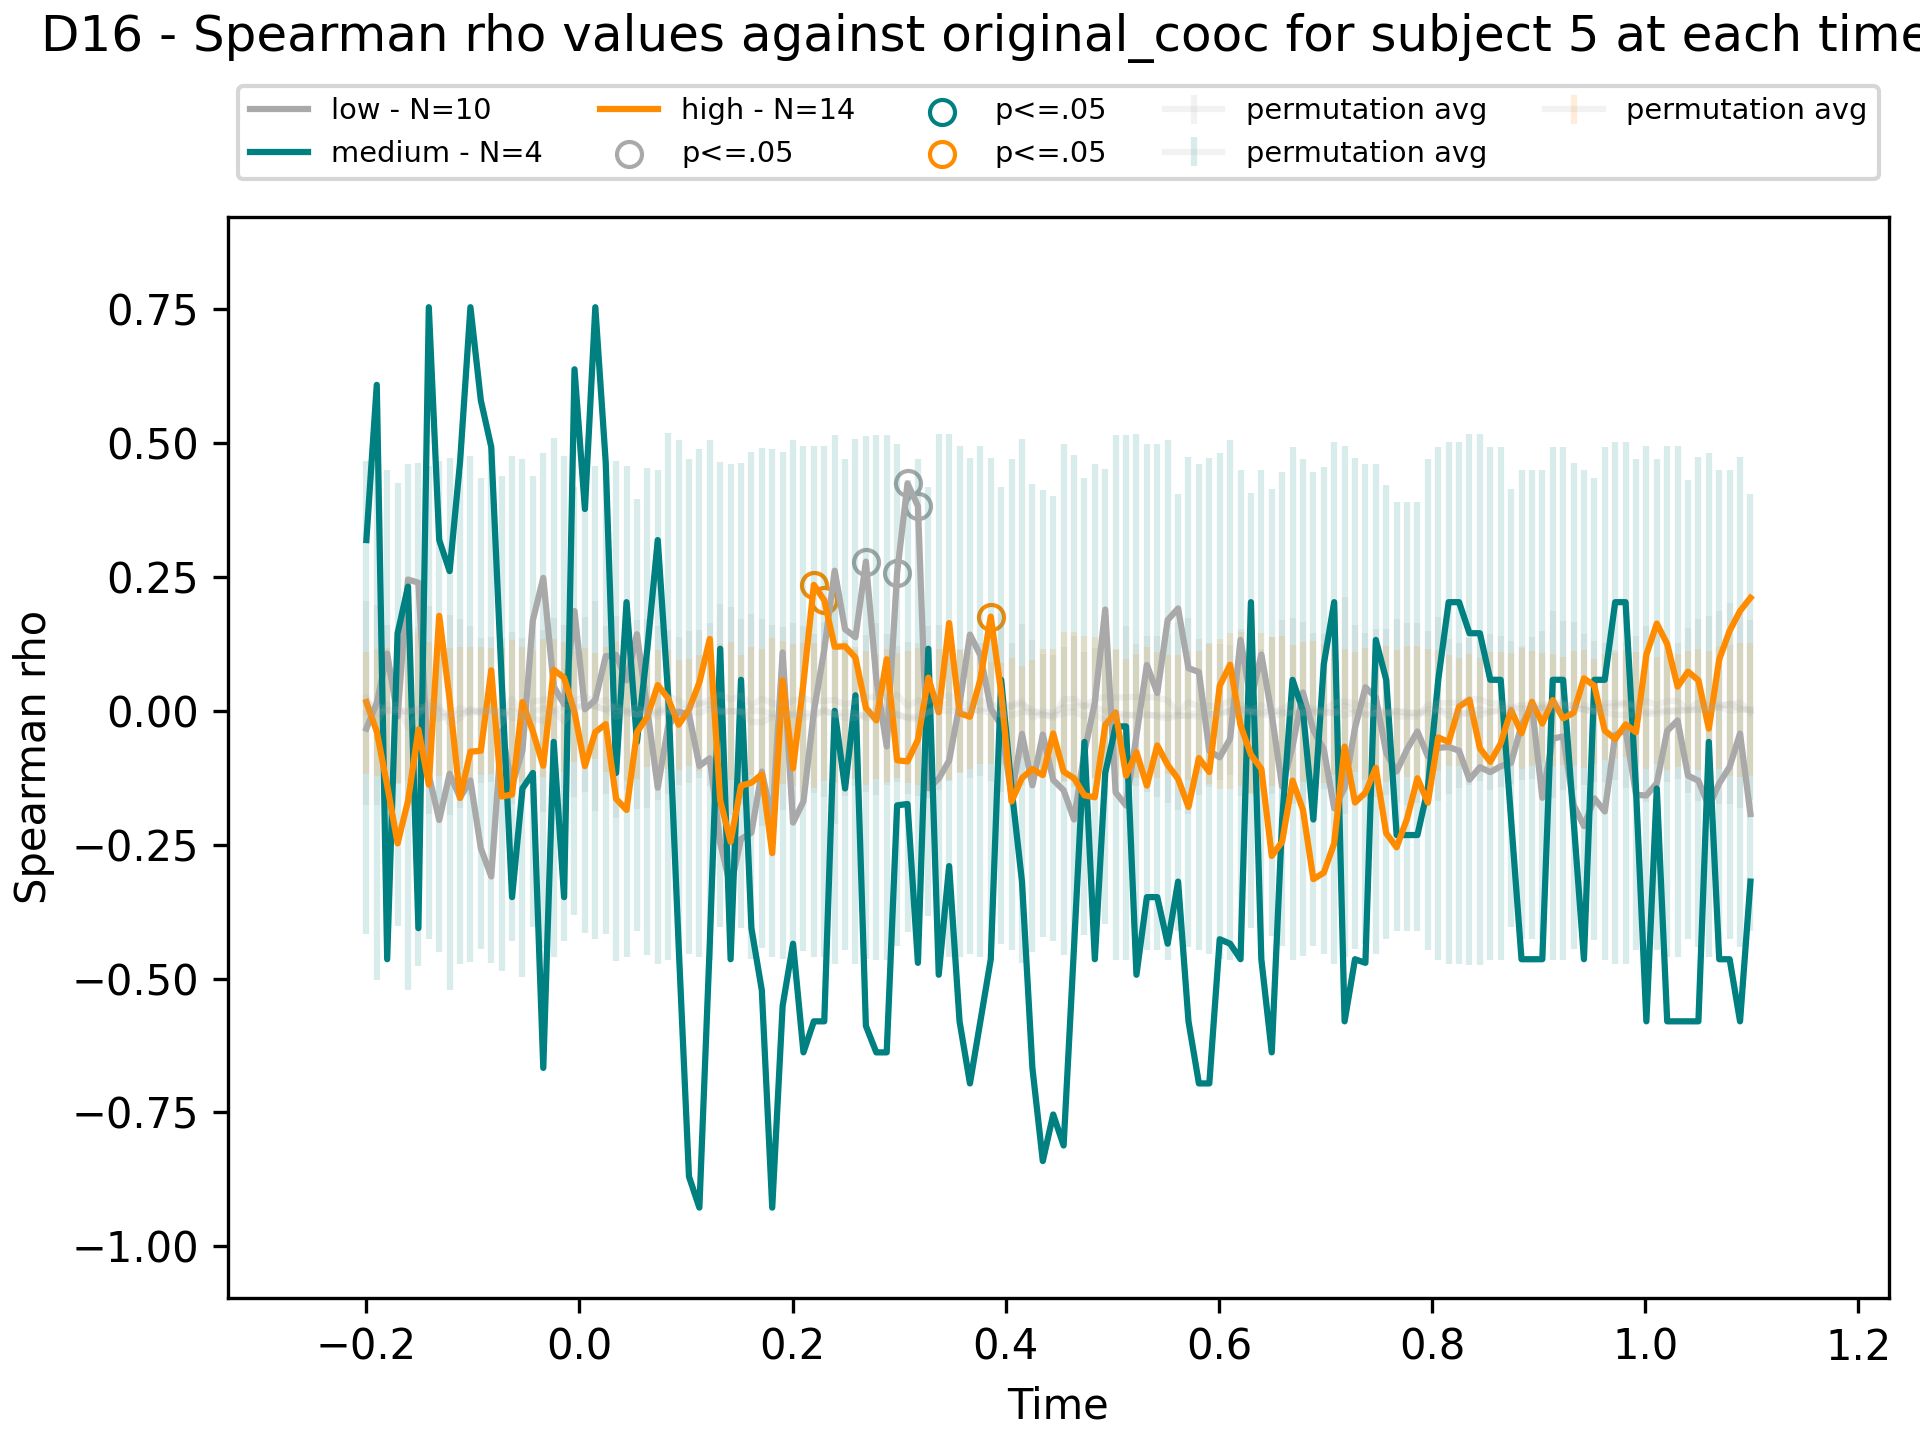 D16 - Spearman rho values against original_cooc for subject 5 at each time
low - N=10 high - N=14 p<=.05 permutation avg permutation avg
medium - N=4 p<=.05 p<=.05 permutation avg
Spearman rho
0.75
0.50
0.25
0.00
−0.25
−0.50
−0.75
−1.00
−0.2 0.0 0.2 0.4 0.6 0.8 1.0 1.2
Time